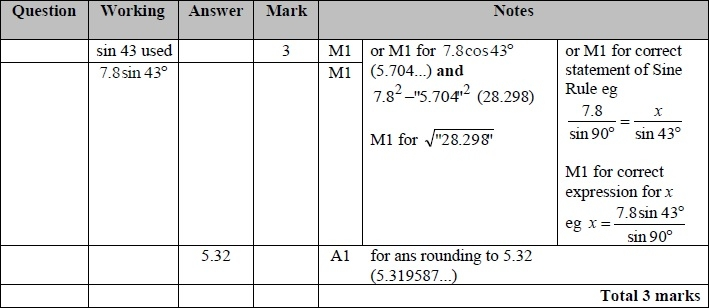 Question Working Answer Mark Notes
sin 43 used 3 M1 or M1 for 7.8cos43° or M1 for correct
7.8sin 43° M1 (5.704...) and statement of Sine
7.8² –"5.704"² (28.298) Rule eg
7.8 / sin 90° = x / sin 43°
M1 for √"28.298"
M1 for correct
expression for x
eg x = 7.8sin 43° / sin 90°
5.32 A1 for ans rounding to 5.32
(5.319587...)
Total 3 marks